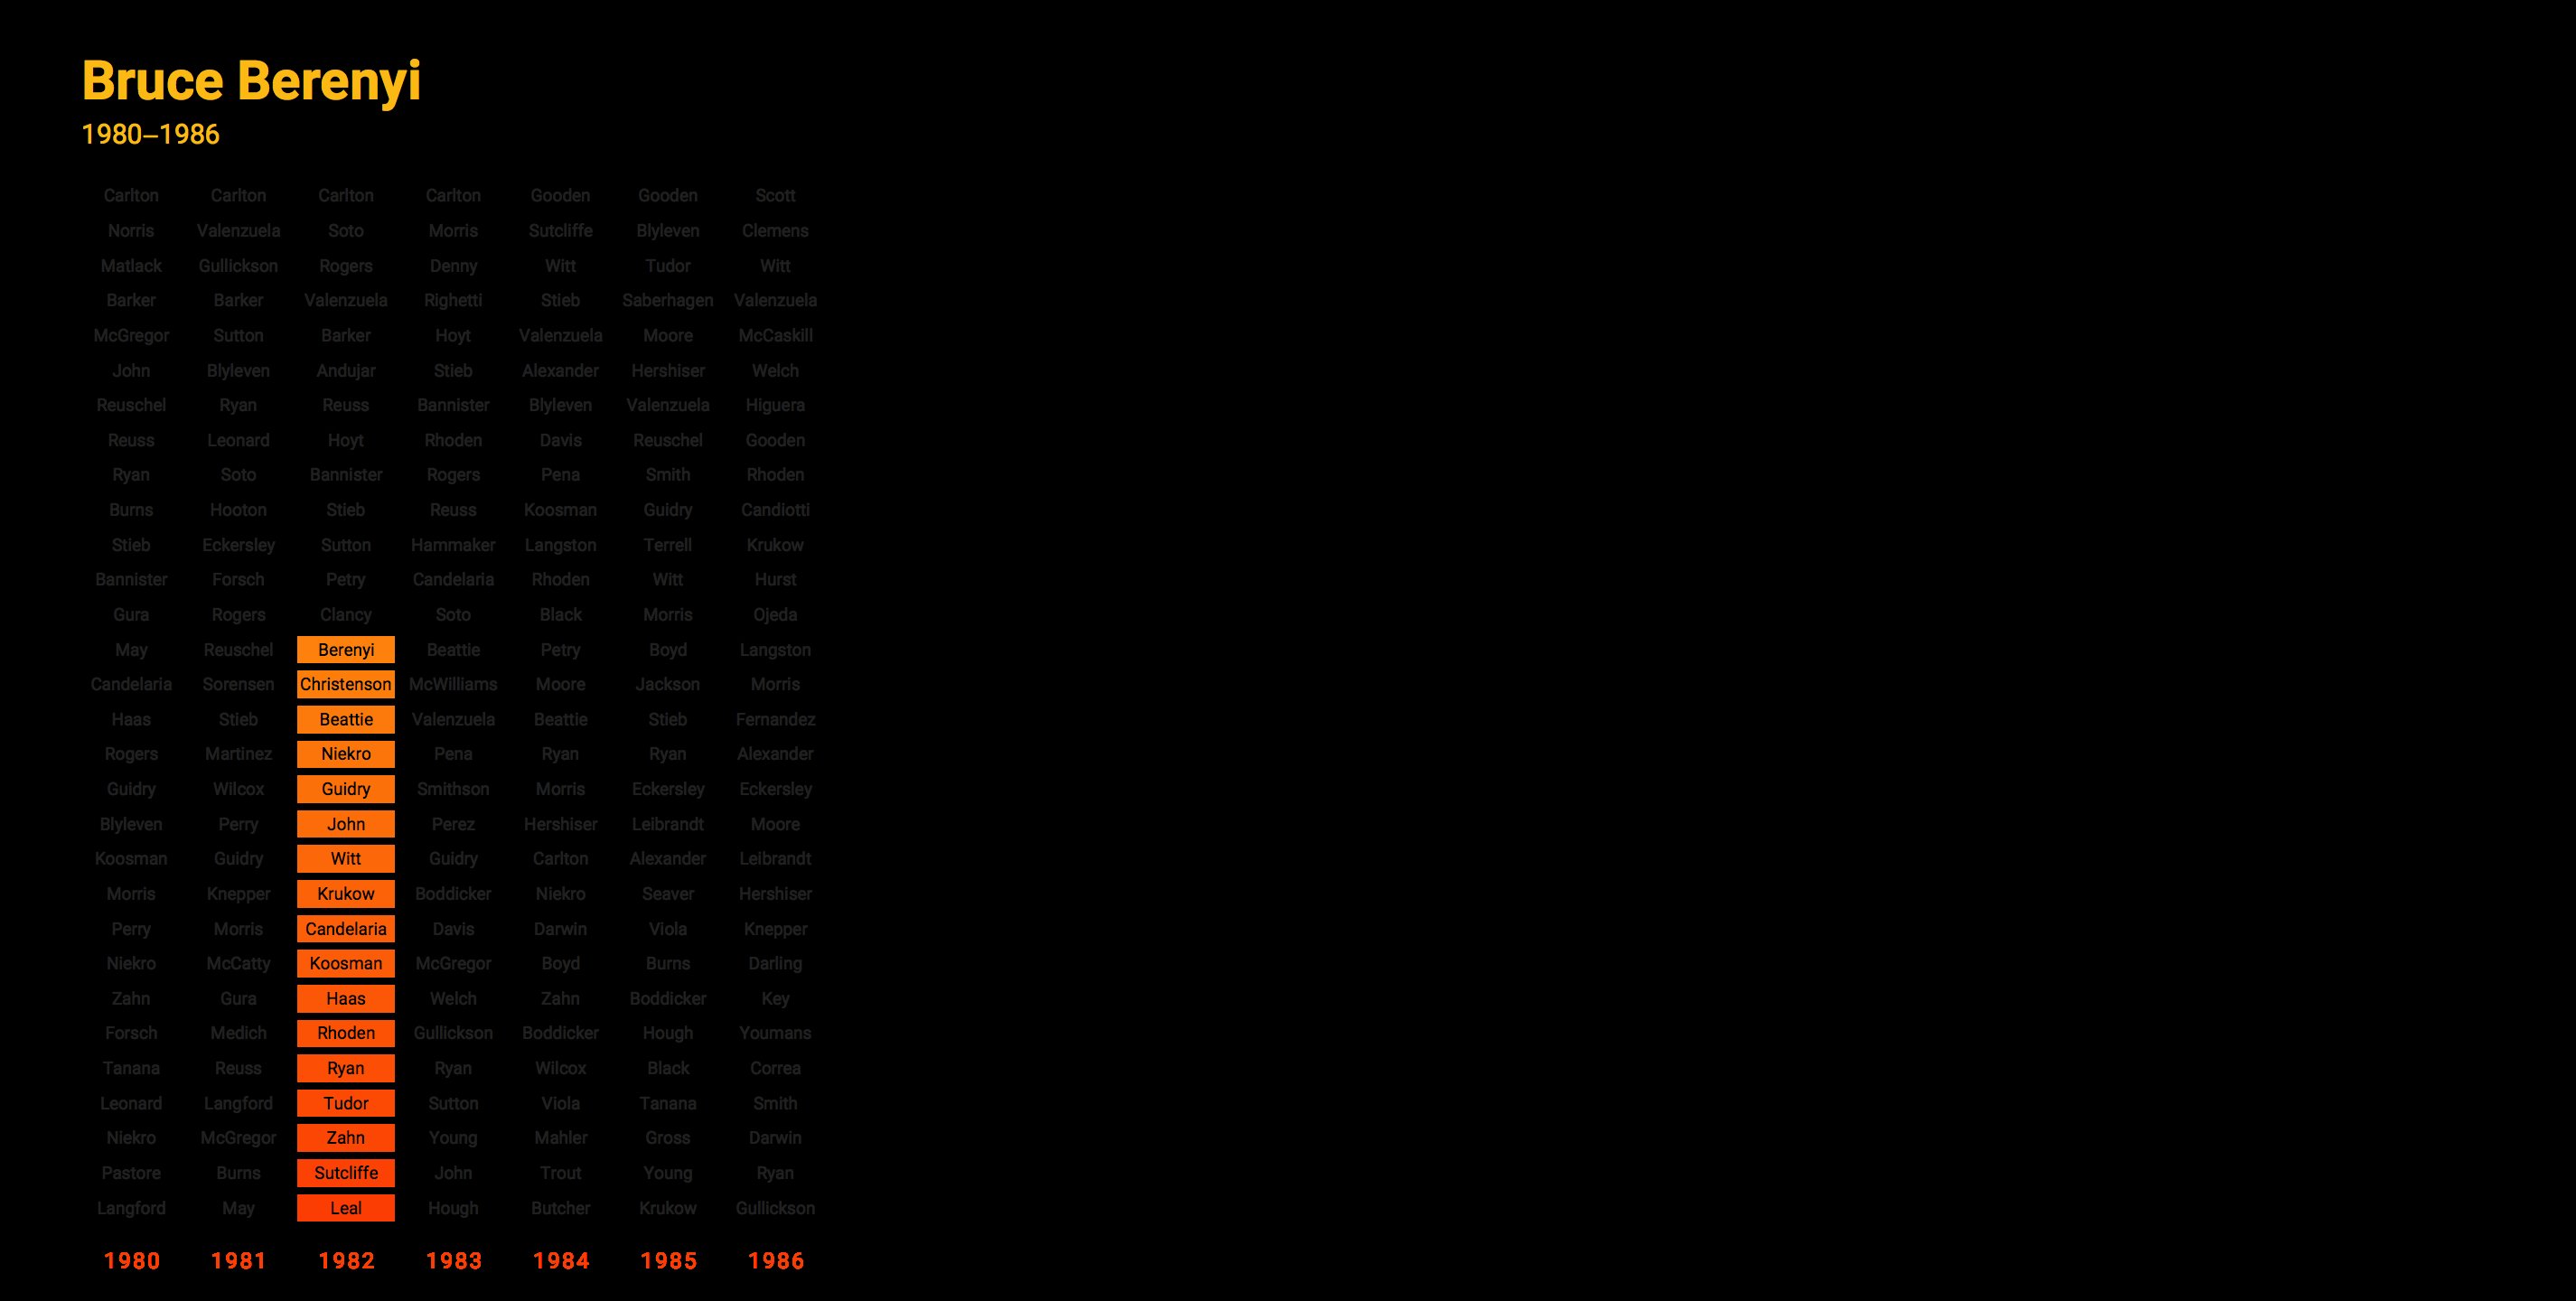 Bruce Berenyi
1980–1986
Carlton Carlton Carlton Carlton Gooden Gooden Scott
Norris Valenzuela Soto Morris Sutcliffe Blyleven Clemens
Matlack Gullickson Rogers Denny Witt Tudor Witt
Barker Barker Valenzuela Righetti Stieb Saberhagen Valenzuela
McGregor Sutton Barker Hoyt Valenzuela Moore McCaskill
John Blyleven Andujar Stieb Alexander Hershiser Welch
Reuschel Ryan Reuss Bannister Blyleven Valenzuela Higuera
Reuss Leonard Hoyt Rhoden Davis Reuschel Gooden
Ryan Soto Bannister Rogers Pena Smith Rhoden
Burns Hooton Stieb Reuss Koosman Guidry Candiotti
Stieb Eckersley Sutton Hammaker Langston Terrell Krukow
Bannister Forsch Petry Candelaria Rhoden Witt Hurst
Gura Rogers Clancy Soto Black Morris Ojeda
May Reuschel Berenyi Beattie Petry Boyd Langston
Candelaria Sorensen Christenson McWilliams Moore Jackson Morris
Haas Stieb Beattie Valenzuela Beattie Stieb Fernandez
Rogers Martinez Niekro Pena Ryan Ryan Alexander
Guidry Wilcox Guidry Smithson Morris Eckersley Eckersley
Blyleven Perry John Perez Hershiser Leibrandt Moore
Koosman Guidry Witt Guidry Carlton Alexander Leibrandt
Morris Knepper Krukow Boddicker Niekro Seaver Hershiser
Perry Morris Candelaria Davis Darwin Viola Knepper
Niekro McCatty Koosman McGregor Boyd Burns Darling
Zahn Gura Haas Welch Zahn Boddicker Key
Forsch Medich Rhoden Gullickson Boddicker Hough Youmans
Tanana Reuss Ryan Ryan Wilcox Black Correa
Leonard Langford Tudor Sutton Viola Tanana Smith
Niekro McGregor Zahn Young Mahler Gross Darwin
Pastore Burns Sutcliffe John Trout Young Ryan
Langford May Leal Hough Butcher Krukow Gullickson
1980 1981 1982 1983 1984 1985 1986